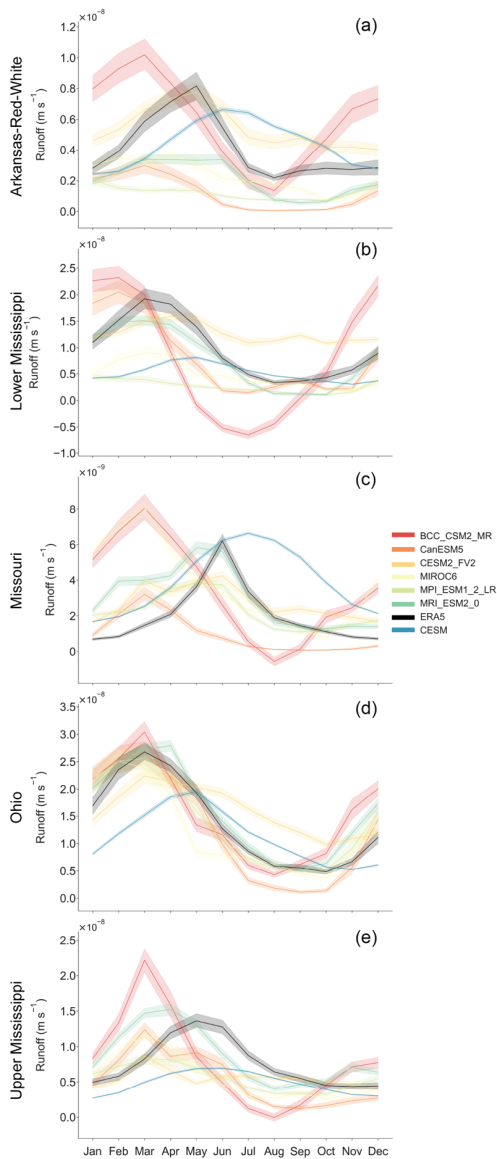 (a)
×10⁻⁸
1.2
1.0
0.8
0.6
0.4
0.2
0.0
Arkansas-Red-White
Runoff (m s⁻¹)
(b)
×10⁻⁸
2.5
2.0
1.5
1.0
0.5
0.0
−0.5
−1.0
Lower Mississippi
Runoff (m s⁻¹)
(c)
×10⁻⁹
8
6
4
2
0
Missouri
Runoff (m s⁻¹)
BCC_CSM2_MR
CanESM5
CESM2_FV2
MIROC6
MPI_ESM1_2_LR
MRI_ESM2_0
ERA5
CESM
(d)
×10⁻⁸
3.5
3.0
2.5
2.0
1.5
1.0
0.5
0.0
Ohio
Runoff (m s⁻¹)
(e)
×10⁻⁸
2.5
2.0
1.5
1.0
0.5
0.0
Upper Mississippi
Runoff (m s⁻¹)
Jan Feb Mar Apr May Jun Jul Aug Sep Oct Nov Dec